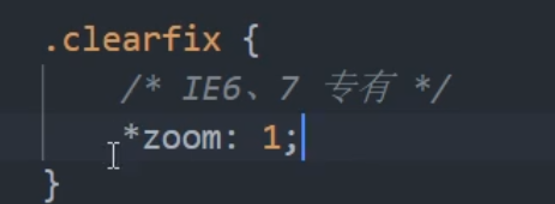 .clearfix {
/* IE6、7 专有 */
*zoom: 1;
}